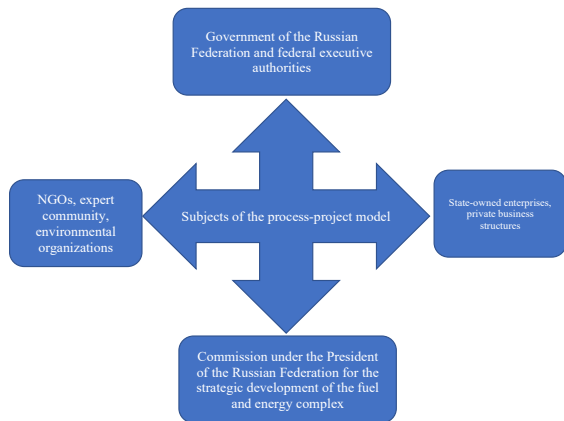 Government of the Russian
Federation and federal executive
authorities
NGOs, expert
community,
environmental
organizations
Subjects of the process-project model
State-owned enterprises,
private business
structures
Commission under the President
of the Russian Federation for the
strategic development of the fuel
and energy complex